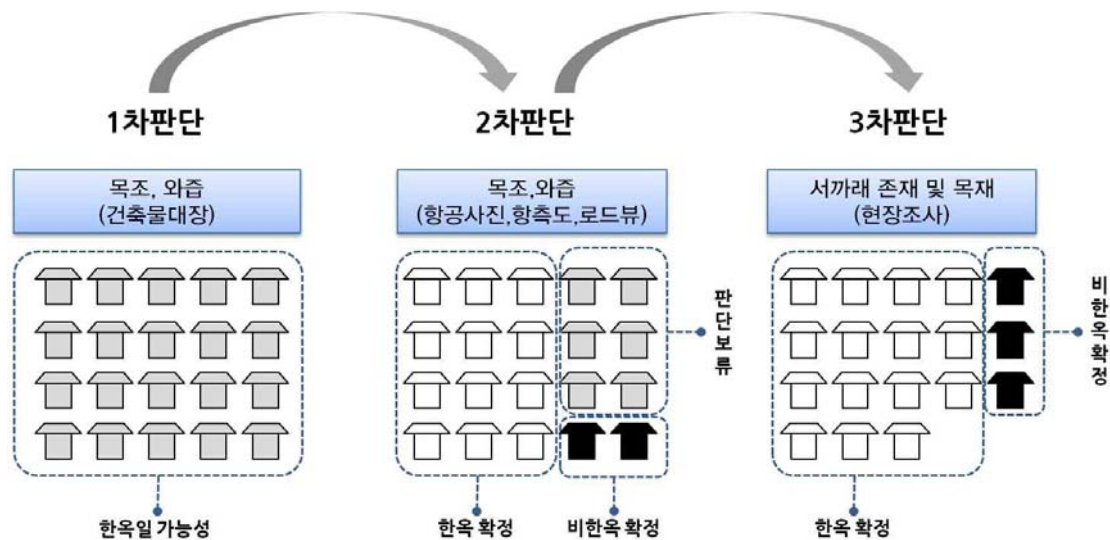 1차판단
2차판단
3차판단
목조, 와즙
(건축물대장)
목조,와즙
(항공사진,항측도,로드뷰)
서까래 존재 및 목재
(현장조사)
판단보류
비한옥확정
한옥일 가능성
한옥 확정
비한옥 확정
한옥 확정